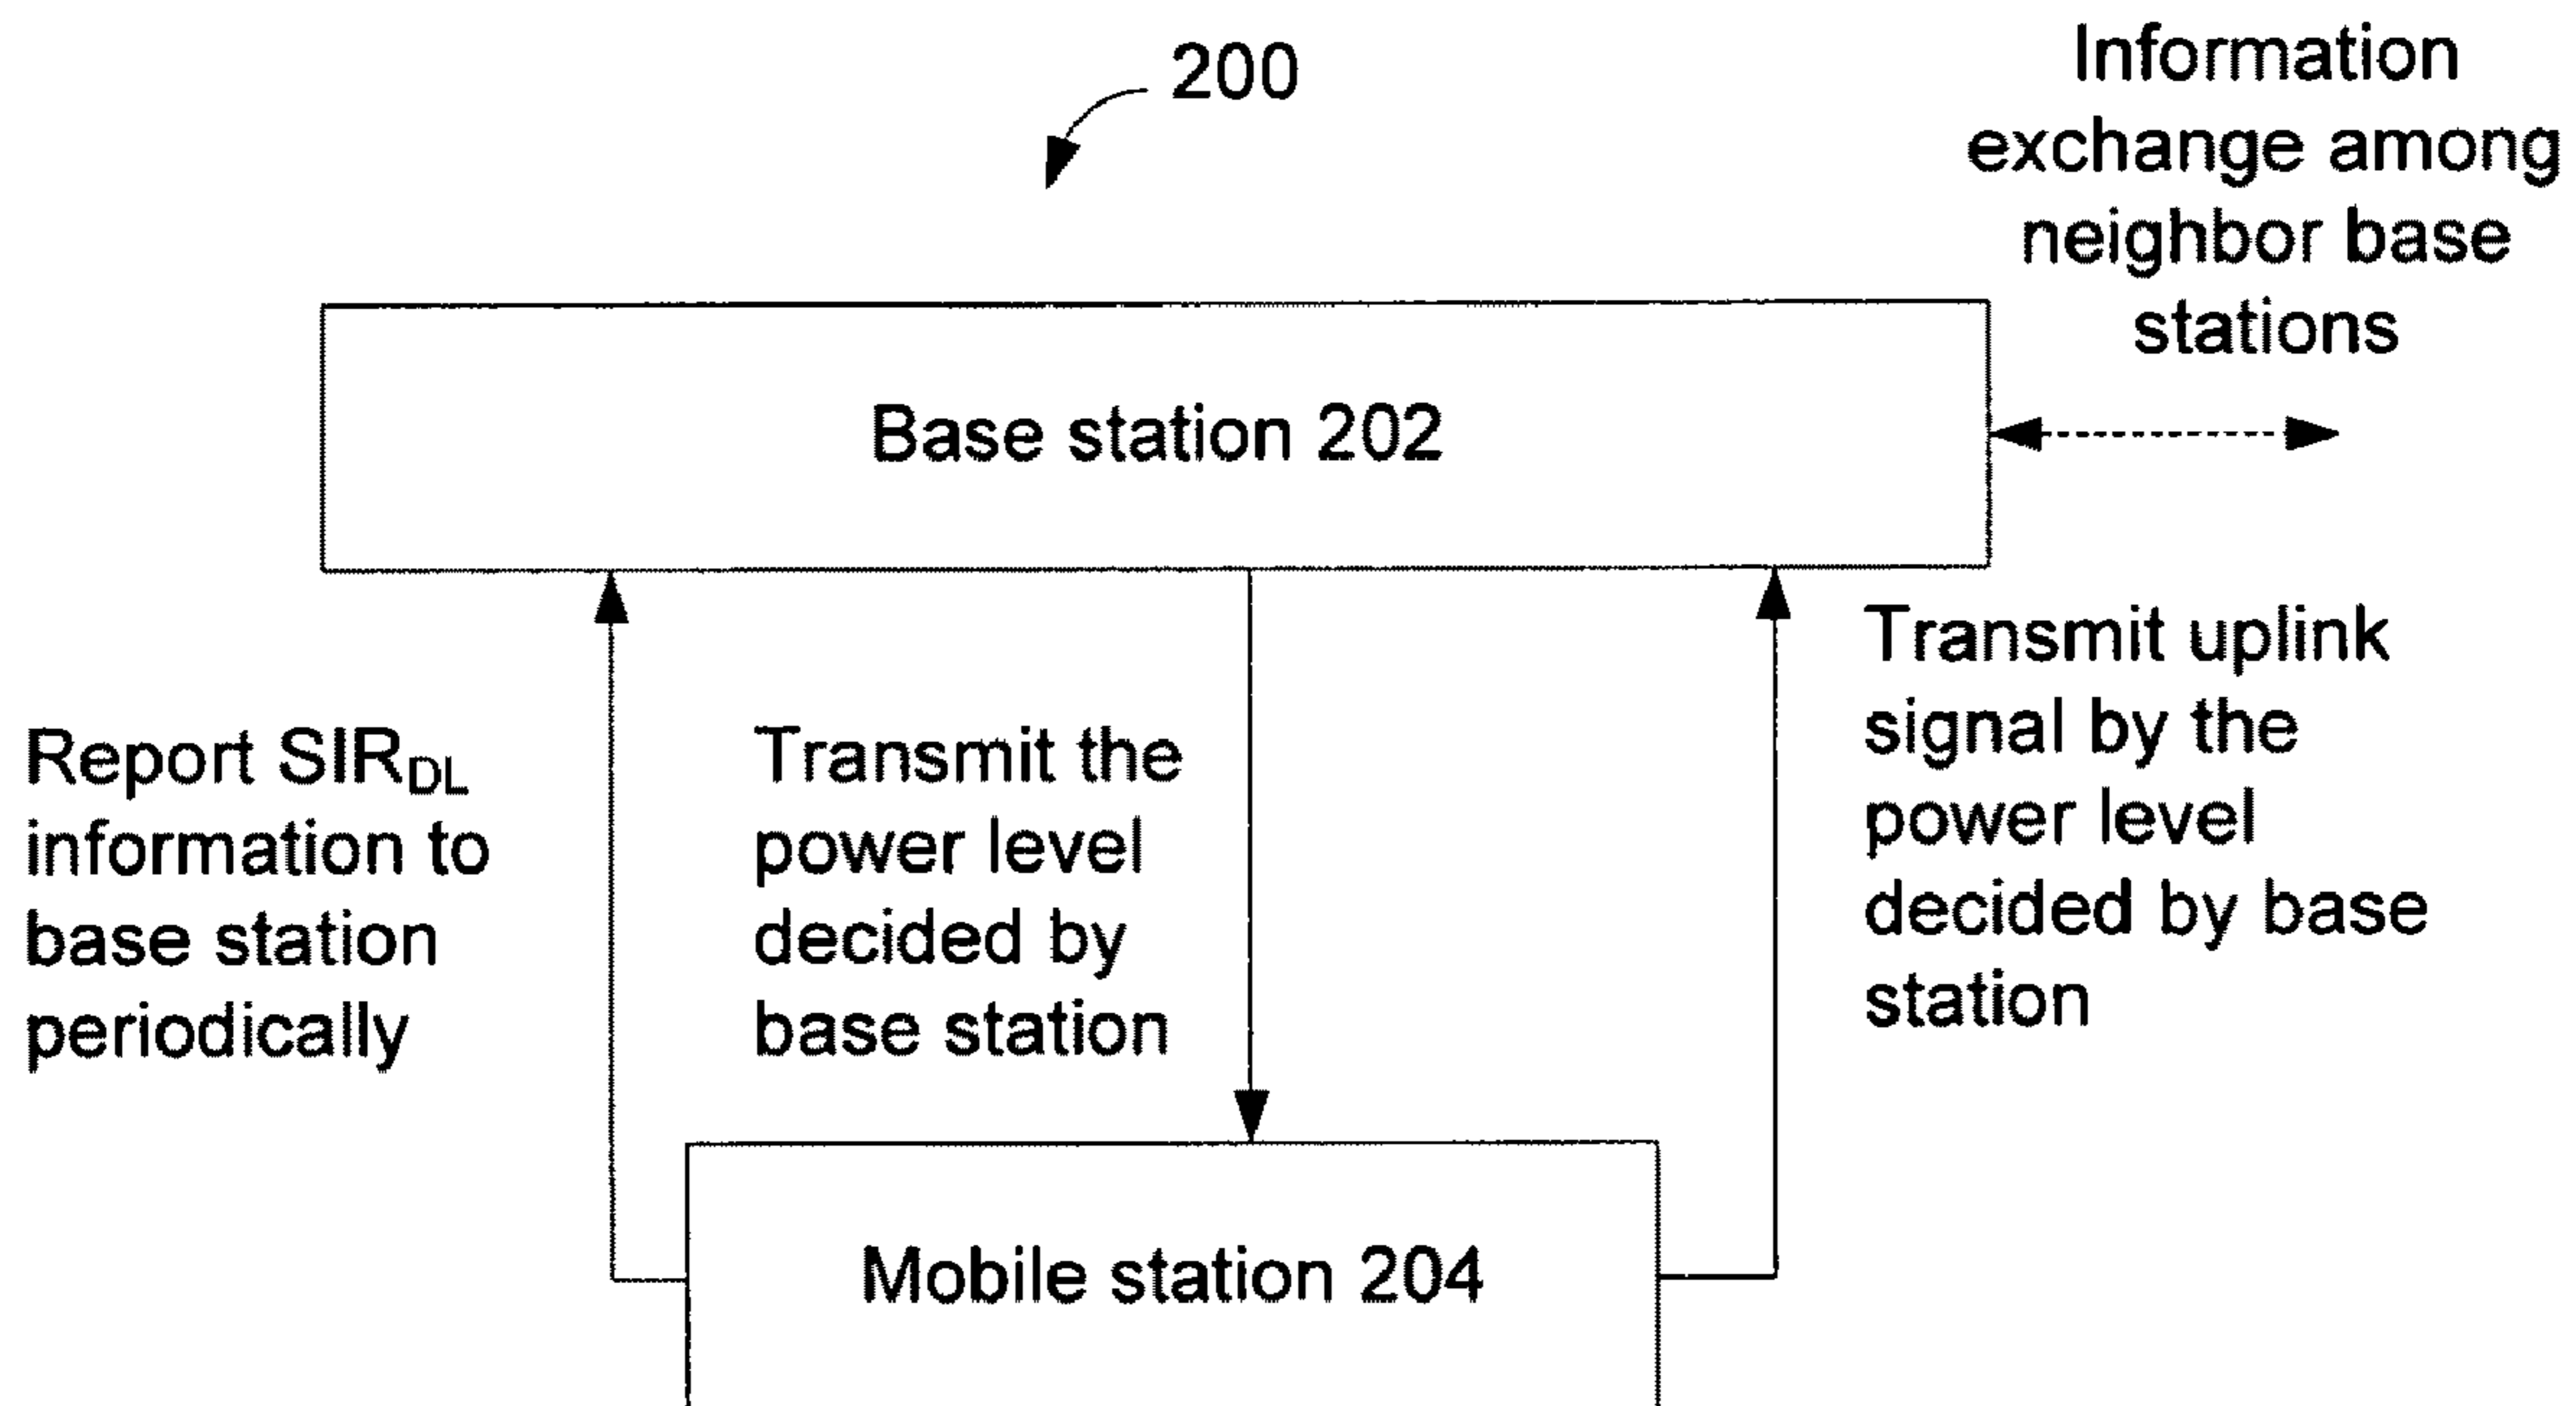 200
Information
exchange among
neighbor base
stations
Base station 202
Report SIRDL
information to
base station
periodically
Transmit the
power level
decided by
base station
Transmit uplink
signal by the
power level
decided by base
station
Mobile station 204